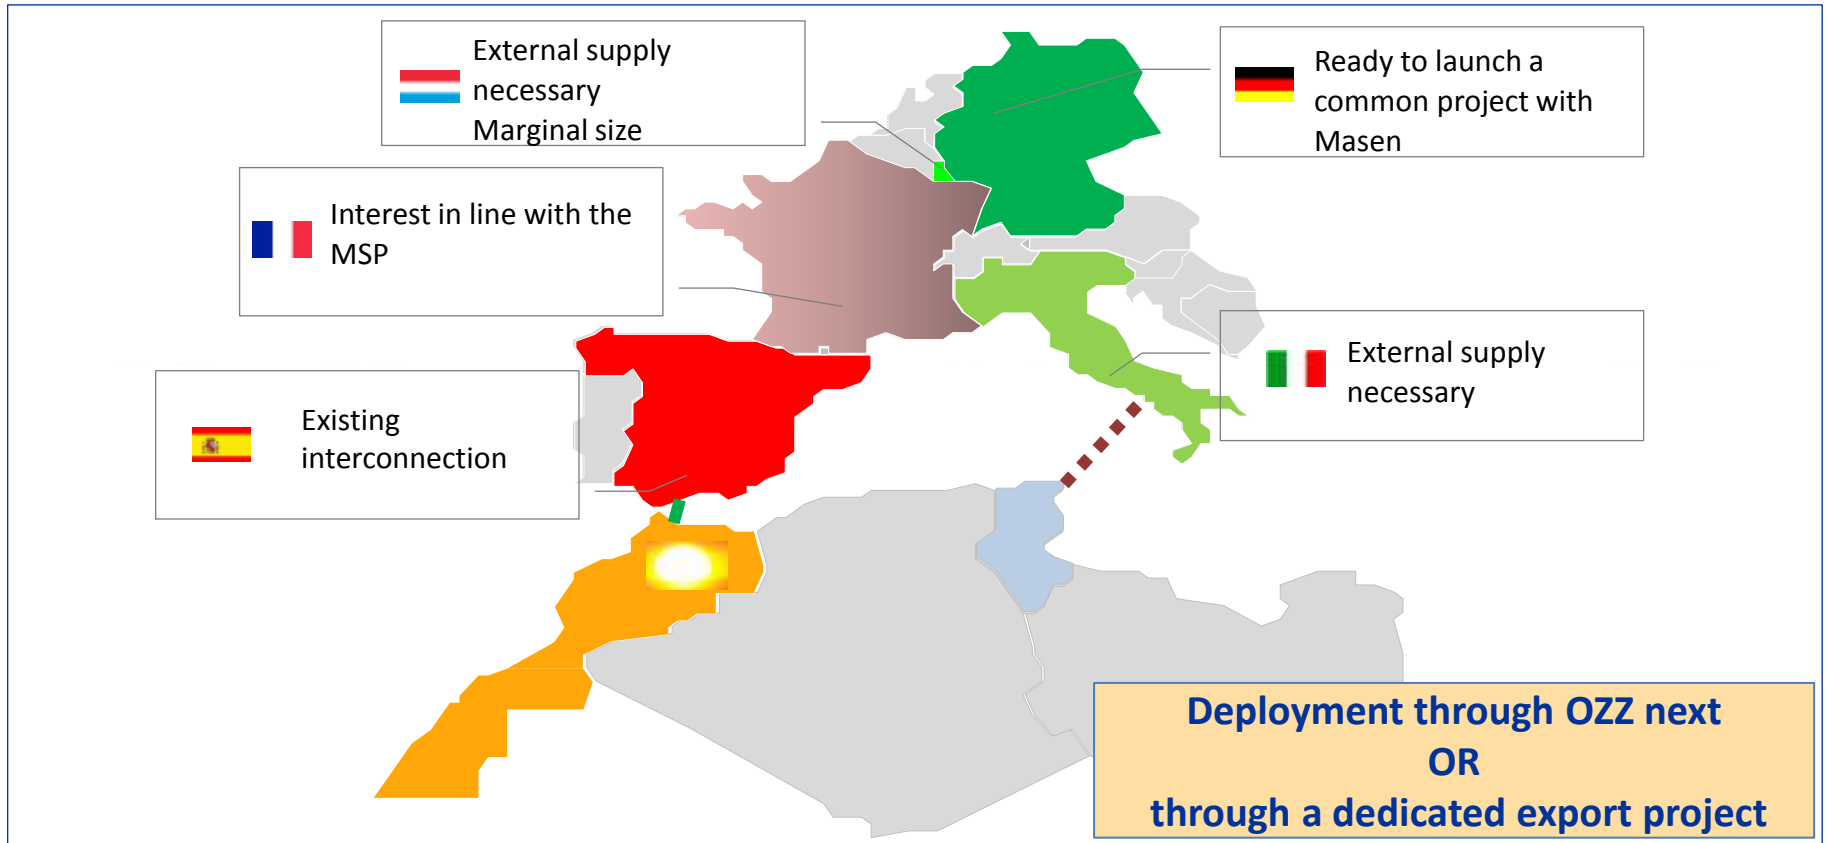 External supply
necessary
Marginal size
Ready to launch a
common project with
Masen
Interest in line with the
MSP
External supply
necessary
Existing
interconnection
Deployment through OZZ next
OR
through a dedicated export project